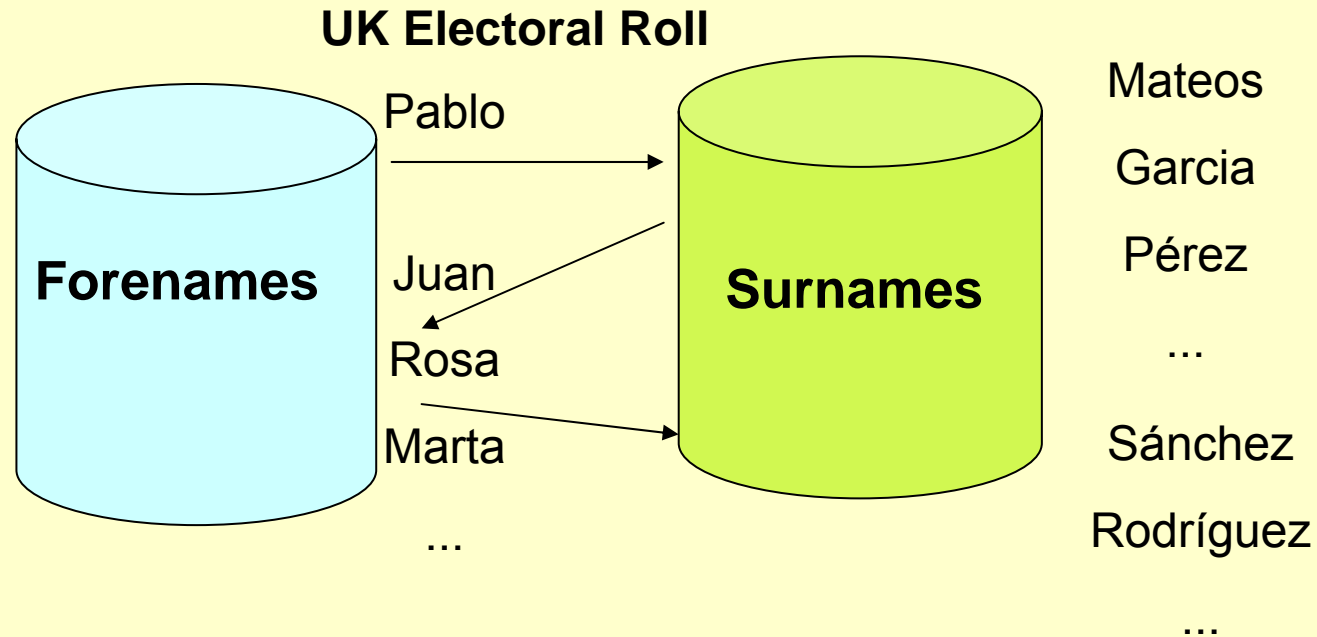 UK Electoral Roll
Forenames
Pablo
Juan
Rosa
Marta
...
Surnames
Mateos
Garcia
Pérez
...
Sánchez
Rodríguez
...